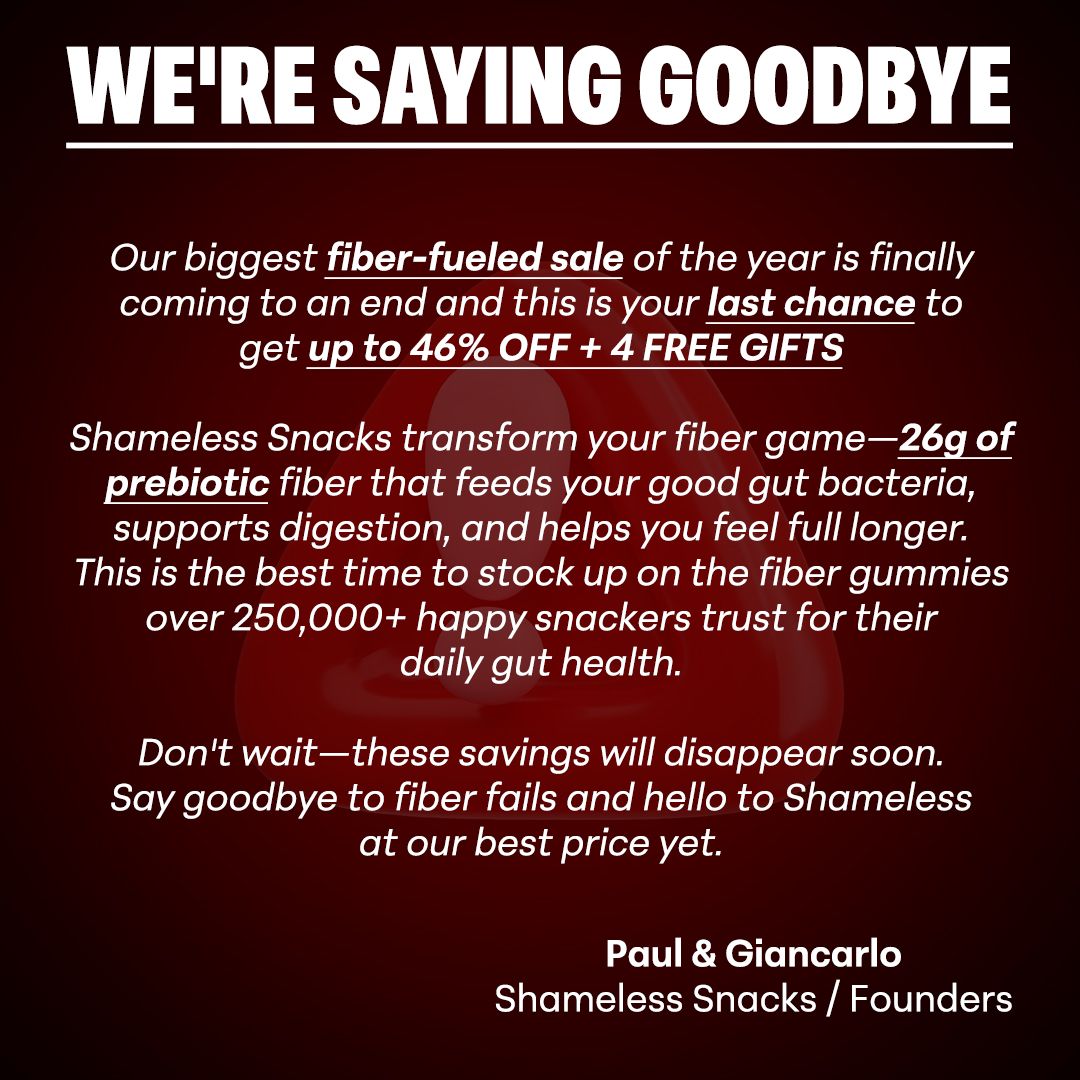 WE'RE SAYING GOODBYE
Our biggest fiber-fueled sale of the year is finally
coming to an end and this is your last chance to
get up to 46% OFF + 4 FREE GIFTS
Shameless Snacks transform your fiber game—26g of
prebiotic fiber that feeds your good gut bacteria,
supports digestion, and helps you feel full longer.
This is the best time to stock up on the fiber gummies
over 250,000+ happy snackers trust for their
daily gut health.
Don't wait—these savings will disappear soon.
Say goodbye to fiber fails and hello to Shameless
at our best price yet.
Paul & Giancarlo
Shameless Snacks / Founders